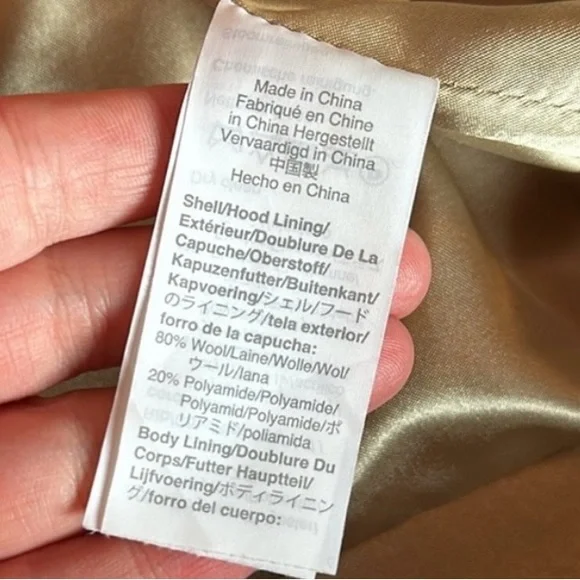 Made in China
Fabriqué en Chine
in China Hergestellt
Vervaardigd in China
中国製
Hecho en China
Shell/Hood Lining/
Extérieur/Doublure De La
Capuche/Oberstoff/
Kapuzenfutter/Buitenkant/
Kapvoering/シェル/フード
のライニング/tela exterior/
forro de la capucha:
80% Wool/Laine/Wolle/Wol/
ウール/lana
20% Polyamide/Polyamide/
Polyamid/Polyamide/ポ
リアミド/poliamida
Body Lining/Doublure Du
Corps/Futter Hauptteil/
Lijfvoering/ボディライニン
グ/forro del cuerpo: